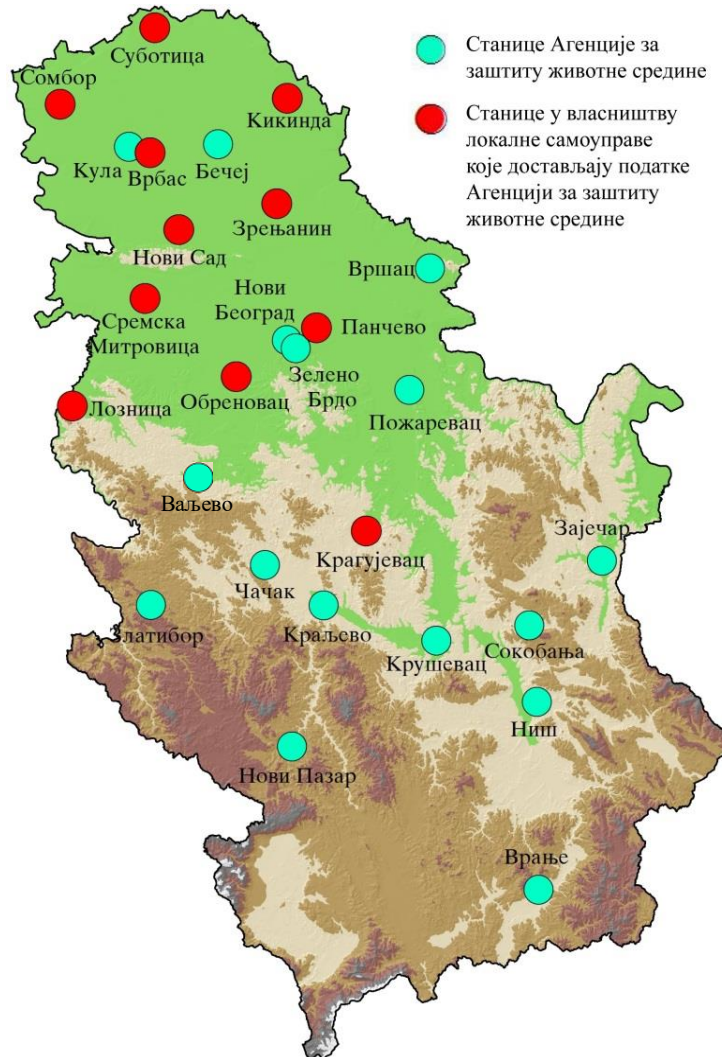 Суботица
Станице Агенције за
заштиту животне средине
Сомбор
Кикинда
Станице у власништву
локалне самоуправе
које достављају податке
Агенцији за заштиту
животне средине
Кула
Врбас
Бечеј
Зрењанин
Нови Сад
Вршац
Нови
Београд
Сремска
Митровица
Панчево
Зелено
Брдо
Обреновац
Лозница
Пожаревац
Ваљево
Крагујевац
Зајечар
Чачак
Златибор
Краљево
Крушевац
Сокобања
Ниш
Нови Пазар
Врање